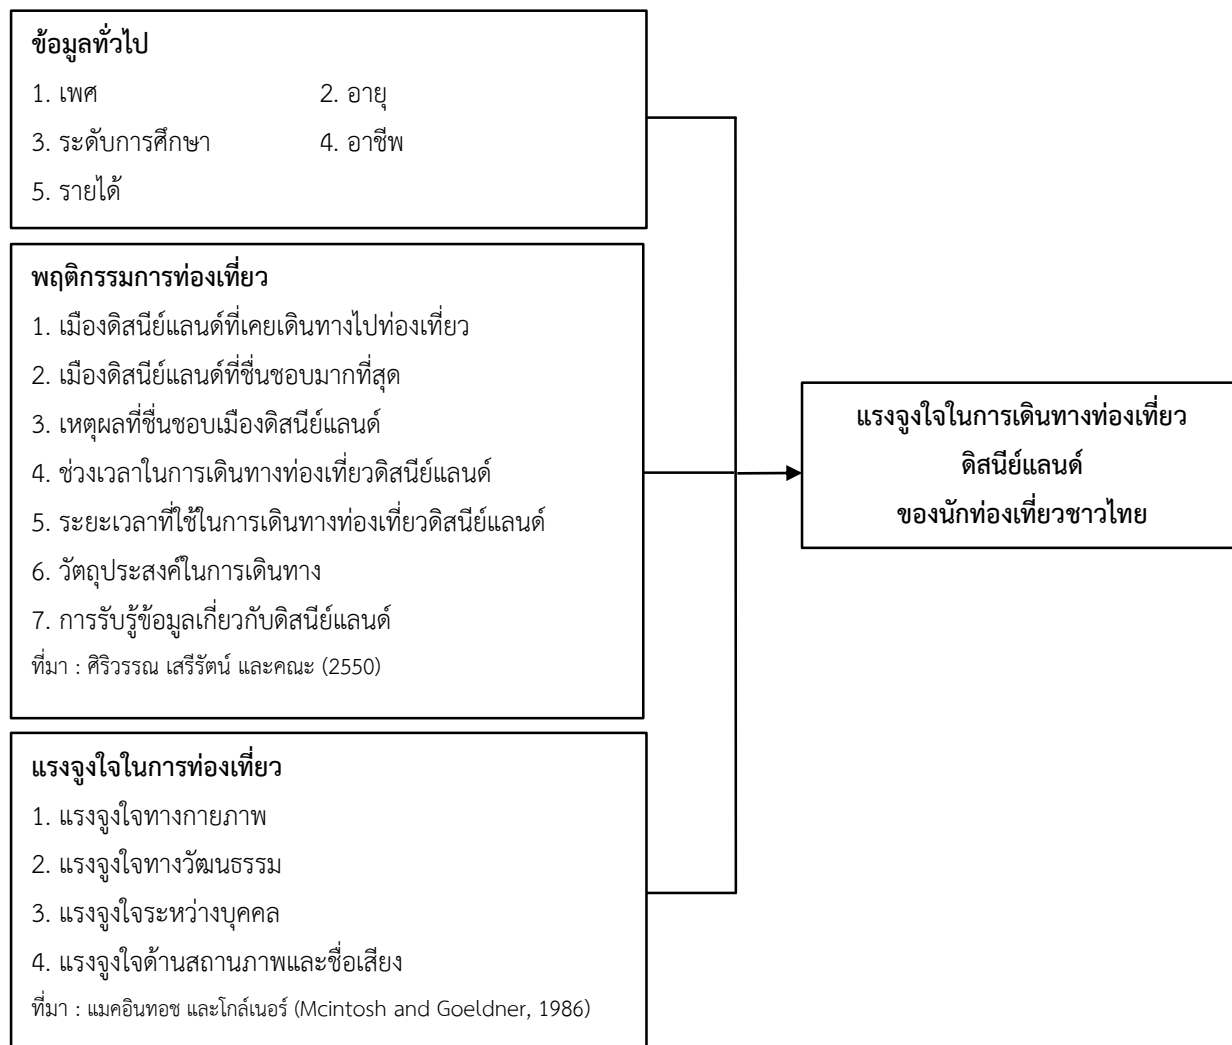 ข้อมูลทั่วไป
1. เพศ 2. อายุ
3. ระดับการศึกษา 4. อาชีพ
5. รายได้
พฤติกรรมการท่องเที่ยว
1. เมืองดิสนีย์แลนด์ที่เคยเดินทางไปท่องเที่ยว
2. เมืองดิสนีย์แลนด์ที่ชื่นชอบมากที่สุด
3. เหตุผลที่ชื่นชอบเมืองดิสนีย์แลนด์
4. ช่วงเวลาในการเดินทางท่องเที่ยวดิสนีย์แลนด์
5. ระยะเวลาที่ใช้ในการเดินทางท่องเที่ยวดิสนีย์แลนด์
6. วัตถุประสงค์ในการเดินทาง
7. การรับรู้ข้อมูลเกี่ยวกับดิสนีย์แลนด์
ที่มา : ศิริวรรณ เสรีรัตน์ และคณะ (2550)
แรงจูงใจในการท่องเที่ยว
1. แรงจูงใจทางกายภาพ
2. แรงจูงใจทางวัฒนธรรม
3. แรงจูงใจระหว่างบุคคล
4. แรงจูงใจด้านสถานภาพและชื่อเสียง
ที่มา : แมคอินทอช และโกล์เนอร์ (Mcintosh and Goeldner, 1986)
แรงจูงใจในการเดินทางท่องเที่ยว
ดิสนีย์แลนด์
ของนักท่องเที่ยวชาวไทย